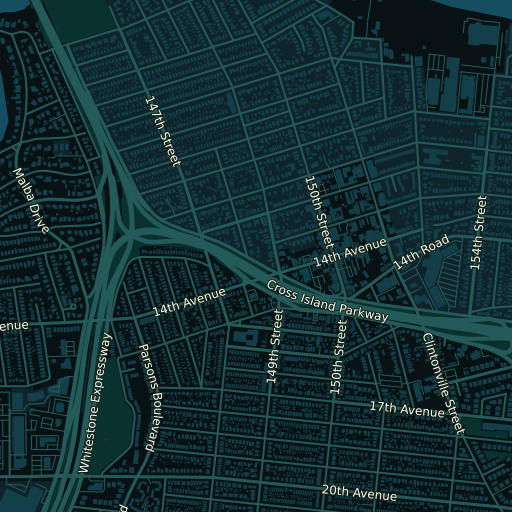 147th Street
Malba Drive
150th Street
154th Street
14th Avenue
14th Road
14th Avenue
Cross Island Parkway
enue
149th Street
150th Street
Clintonville Street
Whitestone Expressway
Parsons Boulevard
17th Avenue
20th Avenue
d